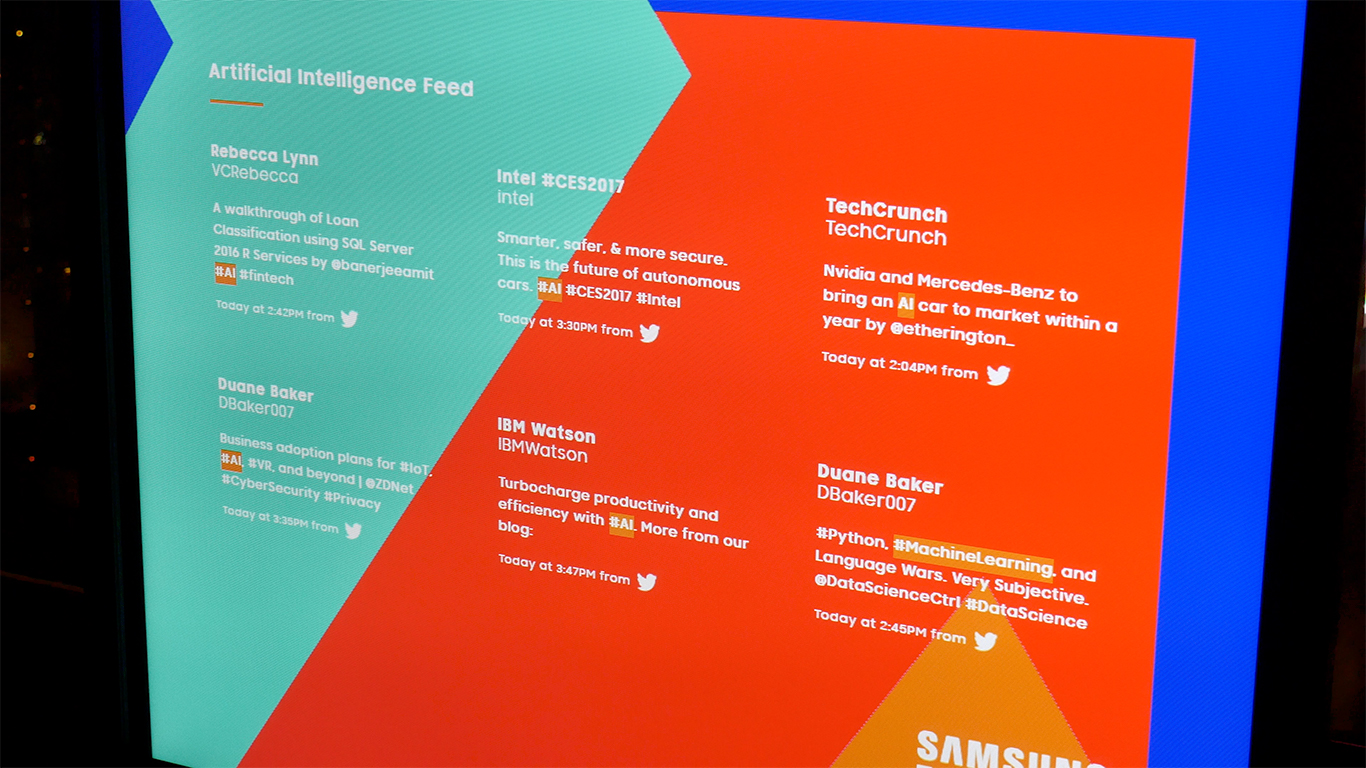 Artificial Intelligence Feed
Rebecca Lynn
VCRebecca
A walkthrough of Loan
Classification using SQL Server
2016 R Services by @banerjeeamit
#AI #fintech
Today at 2:42PM from
Duane Baker
DBaker007
Business adoption plans for #IoT,
#AI, #VR, and beyond | @ZDNet
#CyberSecurity #Privacy
Today at 3:35PM from
Intel #CES2017
intel
Smarter, safer, & more secure.
This is the future of autonomous
cars. #AI #CES2017 #Intel
Today at 3:30PM from
IBM Watson
IBMWatson
Turbocharge productivity and
efficiency with #AI. More from our
blog:
Today at 3:47PM from
TechCrunch
TechCrunch
Nvidia and Mercedes-Benz to
bring an AI car to market within a
year by @etherington_
Today at 2:04PM from
Duane Baker
DBaker007
#Python, #MachineLearning, and
Language Wars. Very Subjective.
@DataScienceCtrl #DataScience
Today at 2:45PM from
SAMSUNG